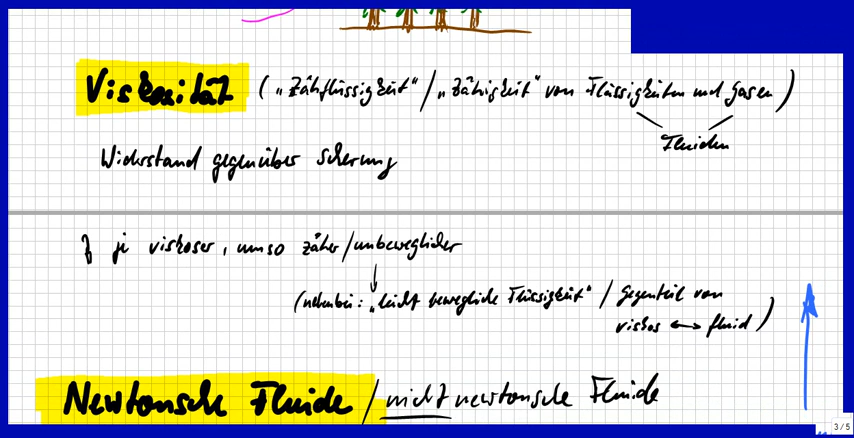 Viskosität ("Zähflüssigkeit" / "Zähigkeit" von Flüssigkeiten und Gasen)
Fluiden
Widerstand gegenüber Scherung
je viskoser, umso zäher/unbeweglicher
(nebenbei: "leicht bewegliche Flüssigkeit" / Gegenteil von
viskos ↔ fluid)
Newtonsche Fluide / nicht newtonsche Fluide
3 / 5